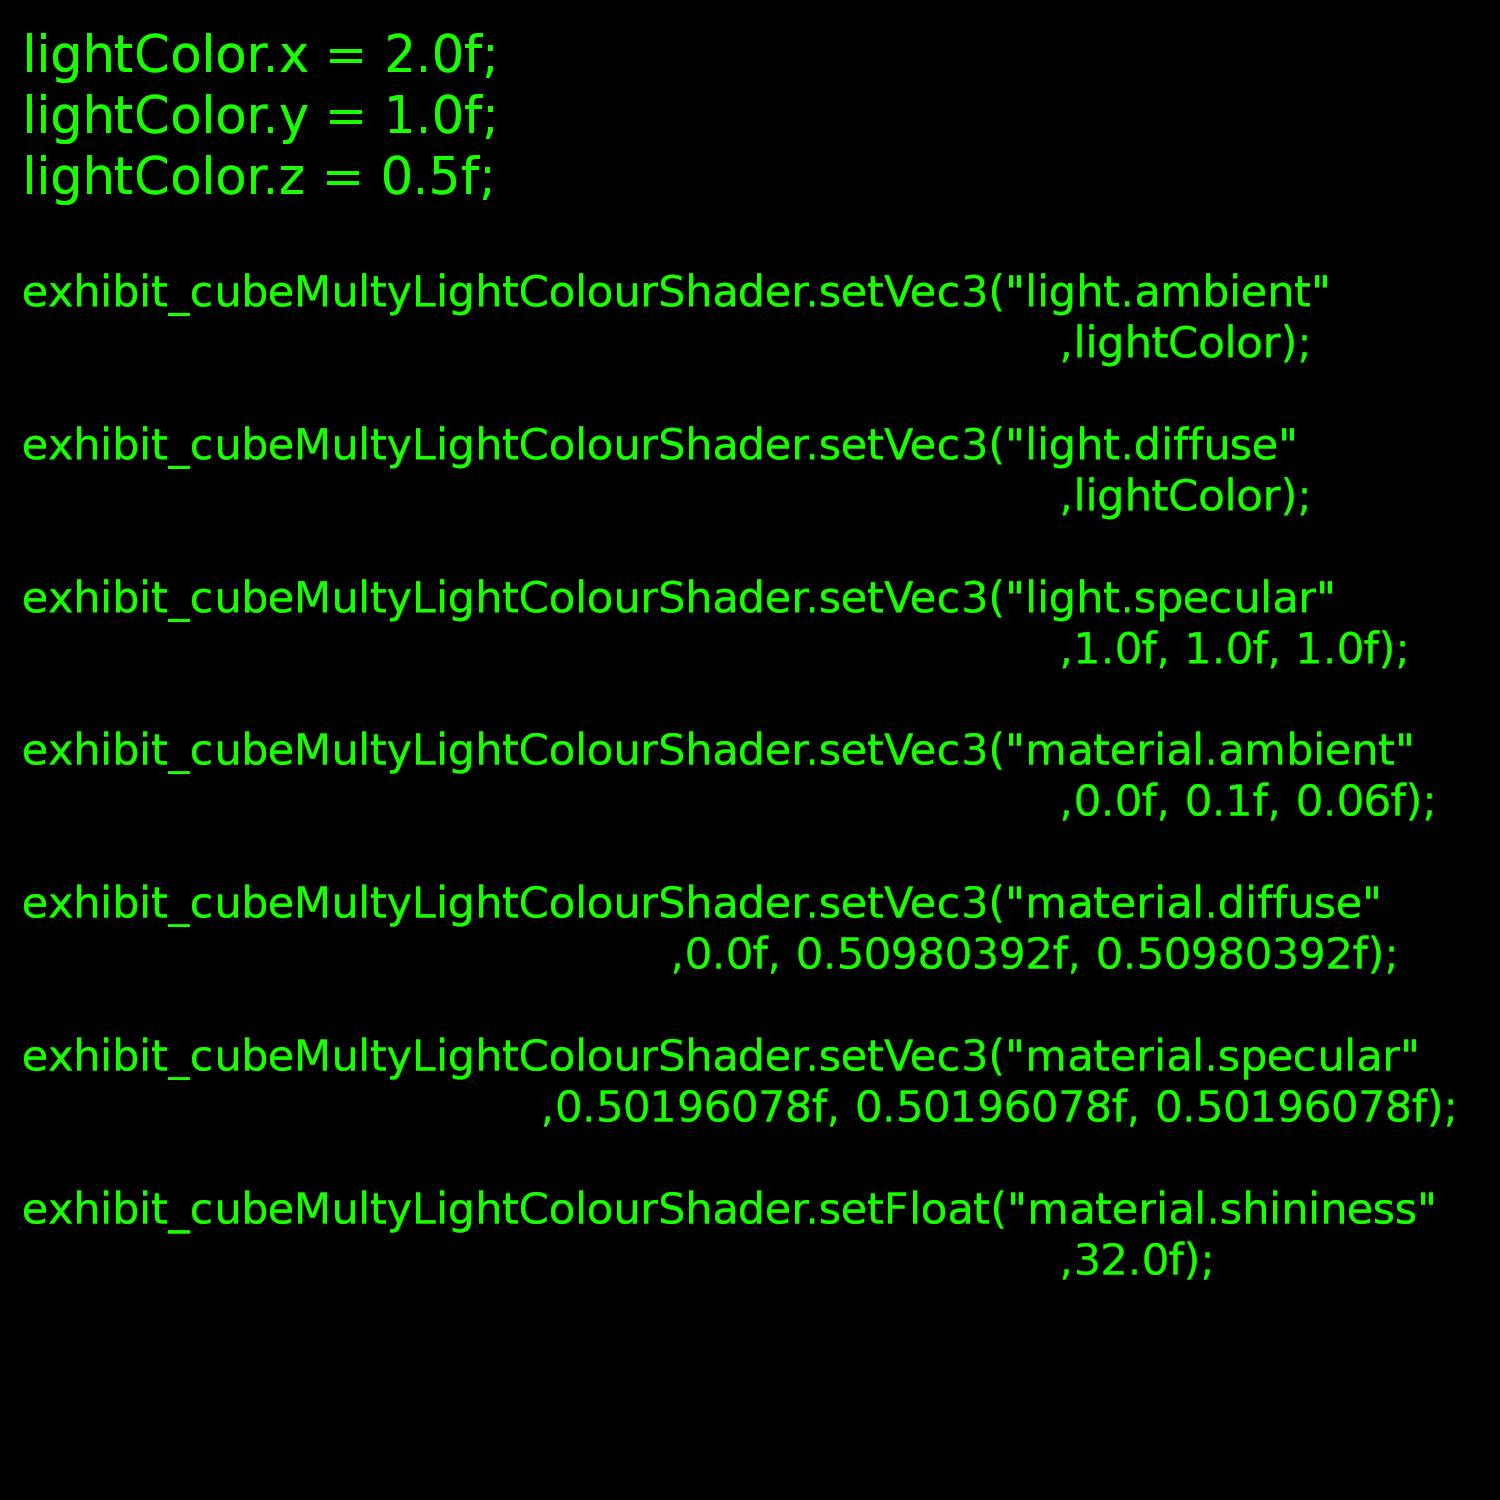 lightColor.x = 2.0f;
lightColor.y = 1.0f;
lightColor.z = 0.5f;
exhibit_cubeMultyLightColourShader.setVec3("light.ambient"
,lightColor);
exhibit_cubeMultyLightColourShader.setVec3("light.diffuse"
,lightColor);
exhibit_cubeMultyLightColourShader.setVec3("light.specular"
,1.0f, 1.0f, 1.0f);
exhibit_cubeMultyLightColourShader.setVec3("material.ambient"
,0.0f, 0.1f, 0.06f);
exhibit_cubeMultyLightColourShader.setVec3("material.diffuse"
,0.0f, 0.50980392f, 0.50980392f);
exhibit_cubeMultyLightColourShader.setVec3("material.specular"
,0.50196078f, 0.50196078f, 0.50196078f);
exhibit_cubeMultyLightColourShader.setFloat("material.shininess"
,32.0f);